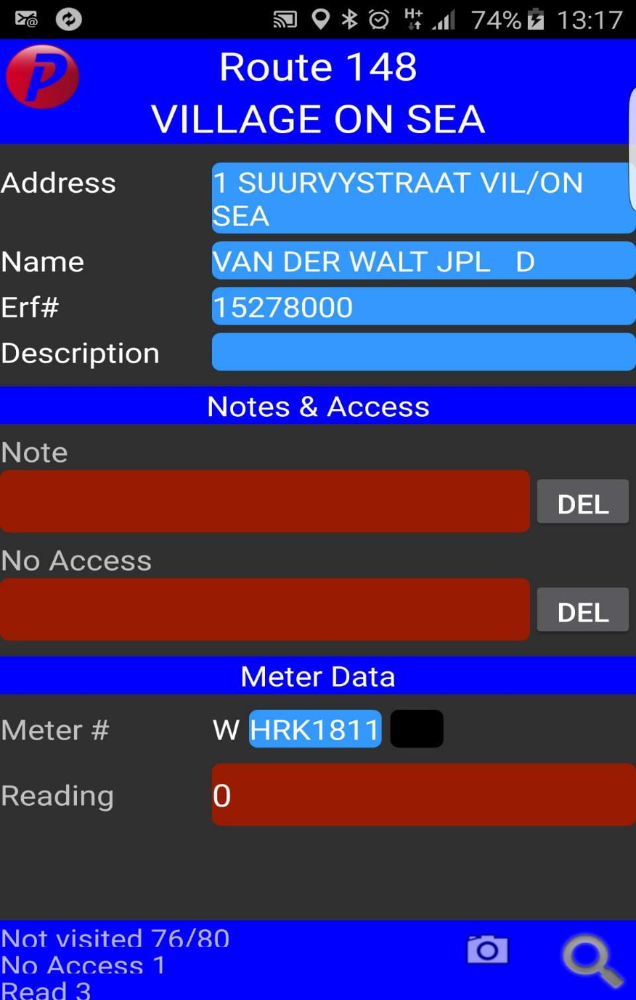 74% 13:17
Route 148
VILLAGE ON SEA
Address 1 SUURVYSTRAAT VIL/ON
SEA
Name VAN DER WALT JPL D
Erf# 15278000
Description
Notes & Access
Note
DEL
No Access
DEL
Meter Data
Meter # W HRK1811
Reading 0
Not visited 76/80
No Access 1
Read 3